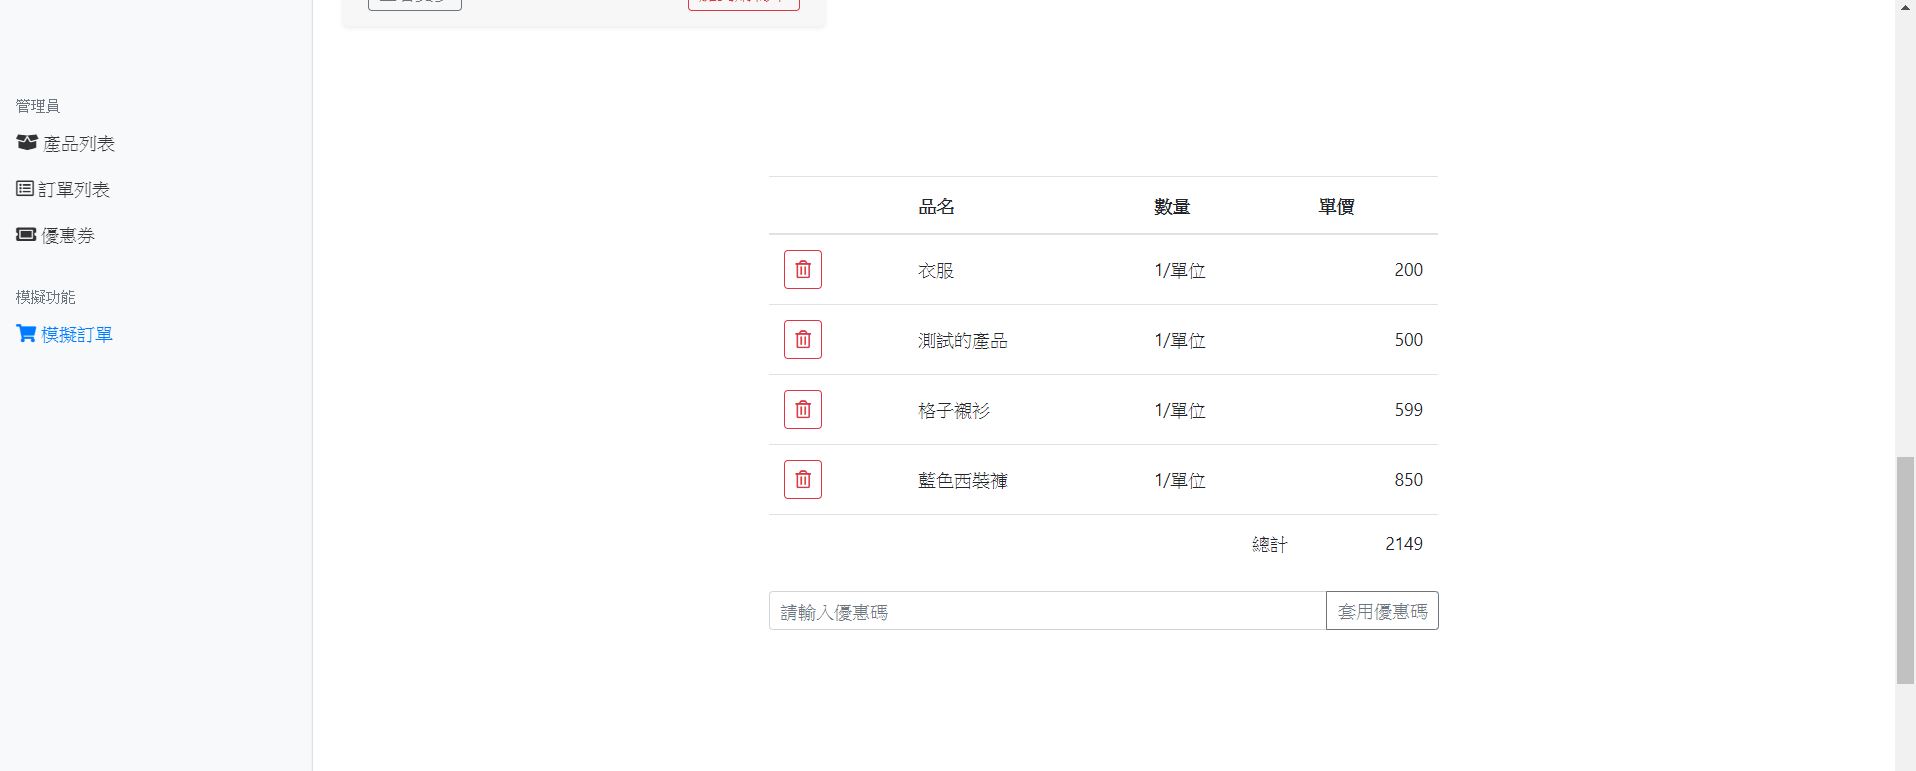 管理員
產品列表
訂單列表
優惠券
模擬功能
模擬訂單
品名 數量 單價
衣服 1/單位 200
測試的產品 1/單位 500
格子襯衫 1/單位 599
藍色西裝褲 1/單位 850
總計 2149
請輸入優惠碼 套用優惠碼